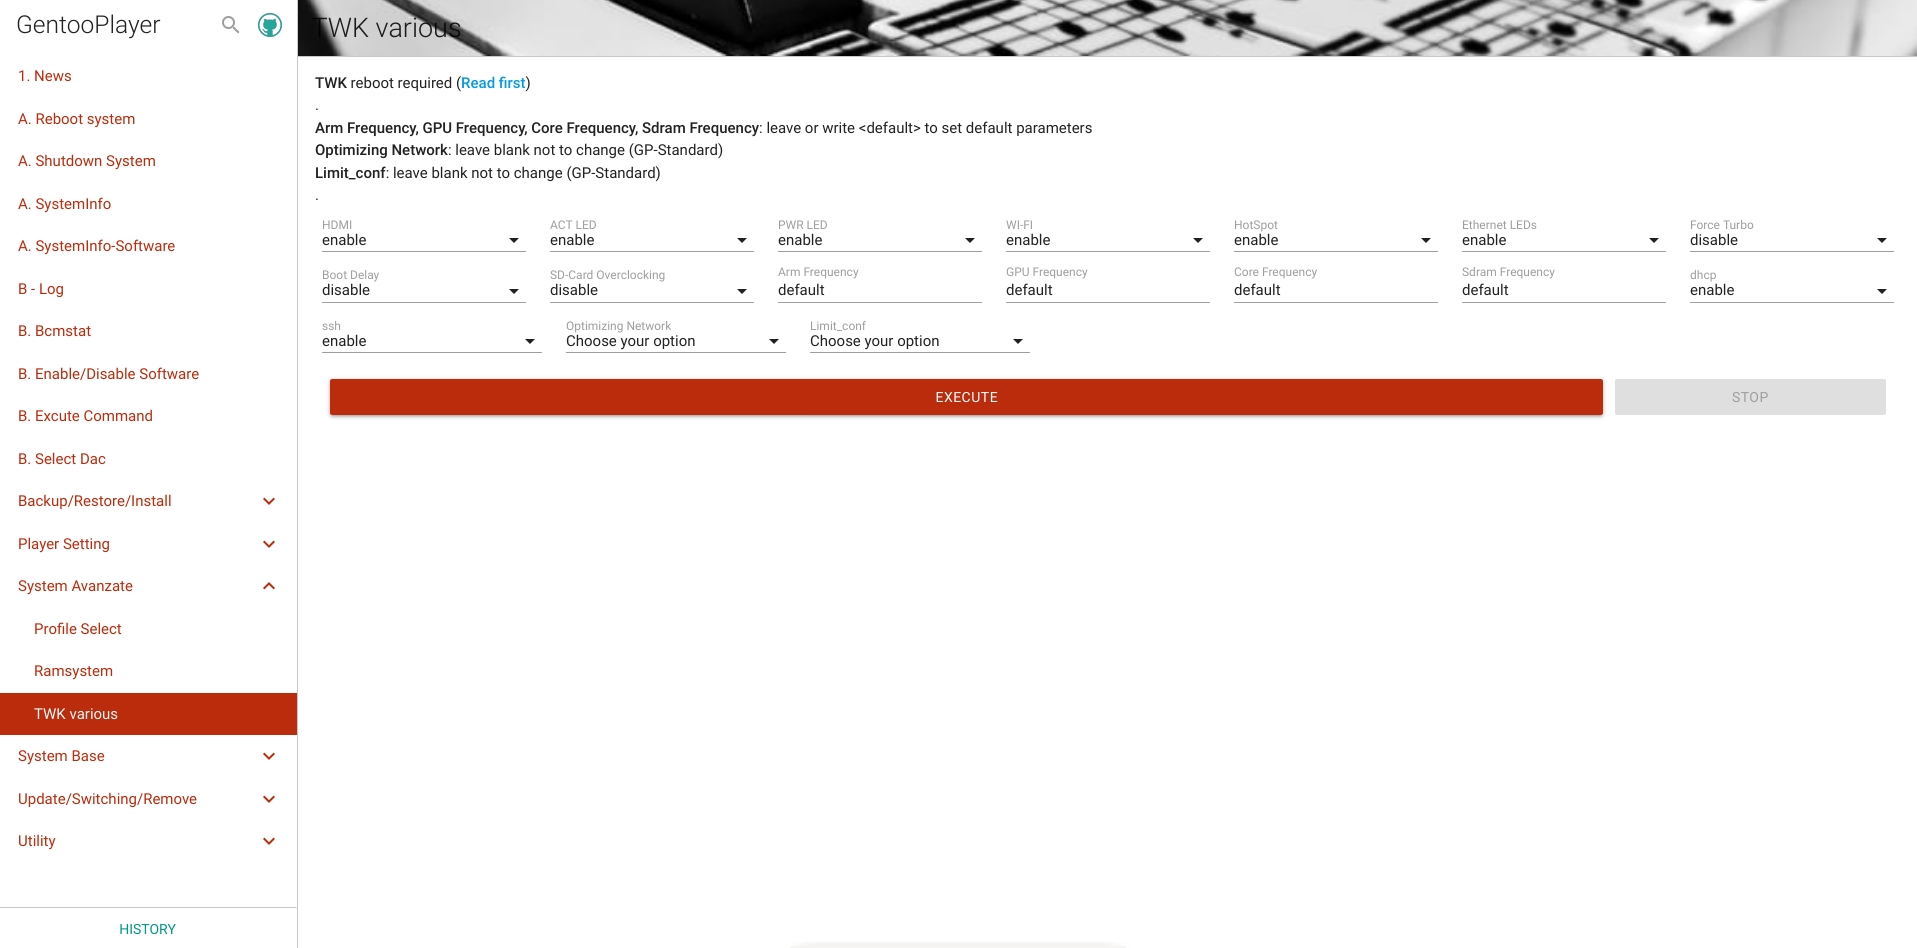 GentooPlayer
TWK various
1. News
A. Reboot system
A. Shutdown System
A. SystemInfo
A. SystemInfo-Software
B - Log
B. Bcmstat
B. Enable/Disable Software
B. Excute Command
B. Select Dac
Backup/Restore/Install
Player Setting
System Avanzate
Profile Select
Ramsystem
TWK various
System Base
Update/Switching/Remove
Utility
HISTORY
TWK reboot required (Read first)
.
Arm Frequency, GPU Frequency, Core Frequency, Sdram Frequency: leave or write <default> to set default parameters
Optimizing Network: leave blank not to change (GP-Standard)
Limit_conf: leave blank not to change (GP-Standard)
.
HDMI ACT LED PWR LED WI-FI HotSpot Ethernet LEDs Force Turbo
enable enable enable enable enable enable disable
Boot Delay SD-Card Overclocking Arm Frequency GPU Frequency Core Frequency Sdram Frequency dhcp
disable disable default default default default enable
ssh Optimizing Network Limit_conf
enable Choose your option Choose your option
EXECUTE STOP